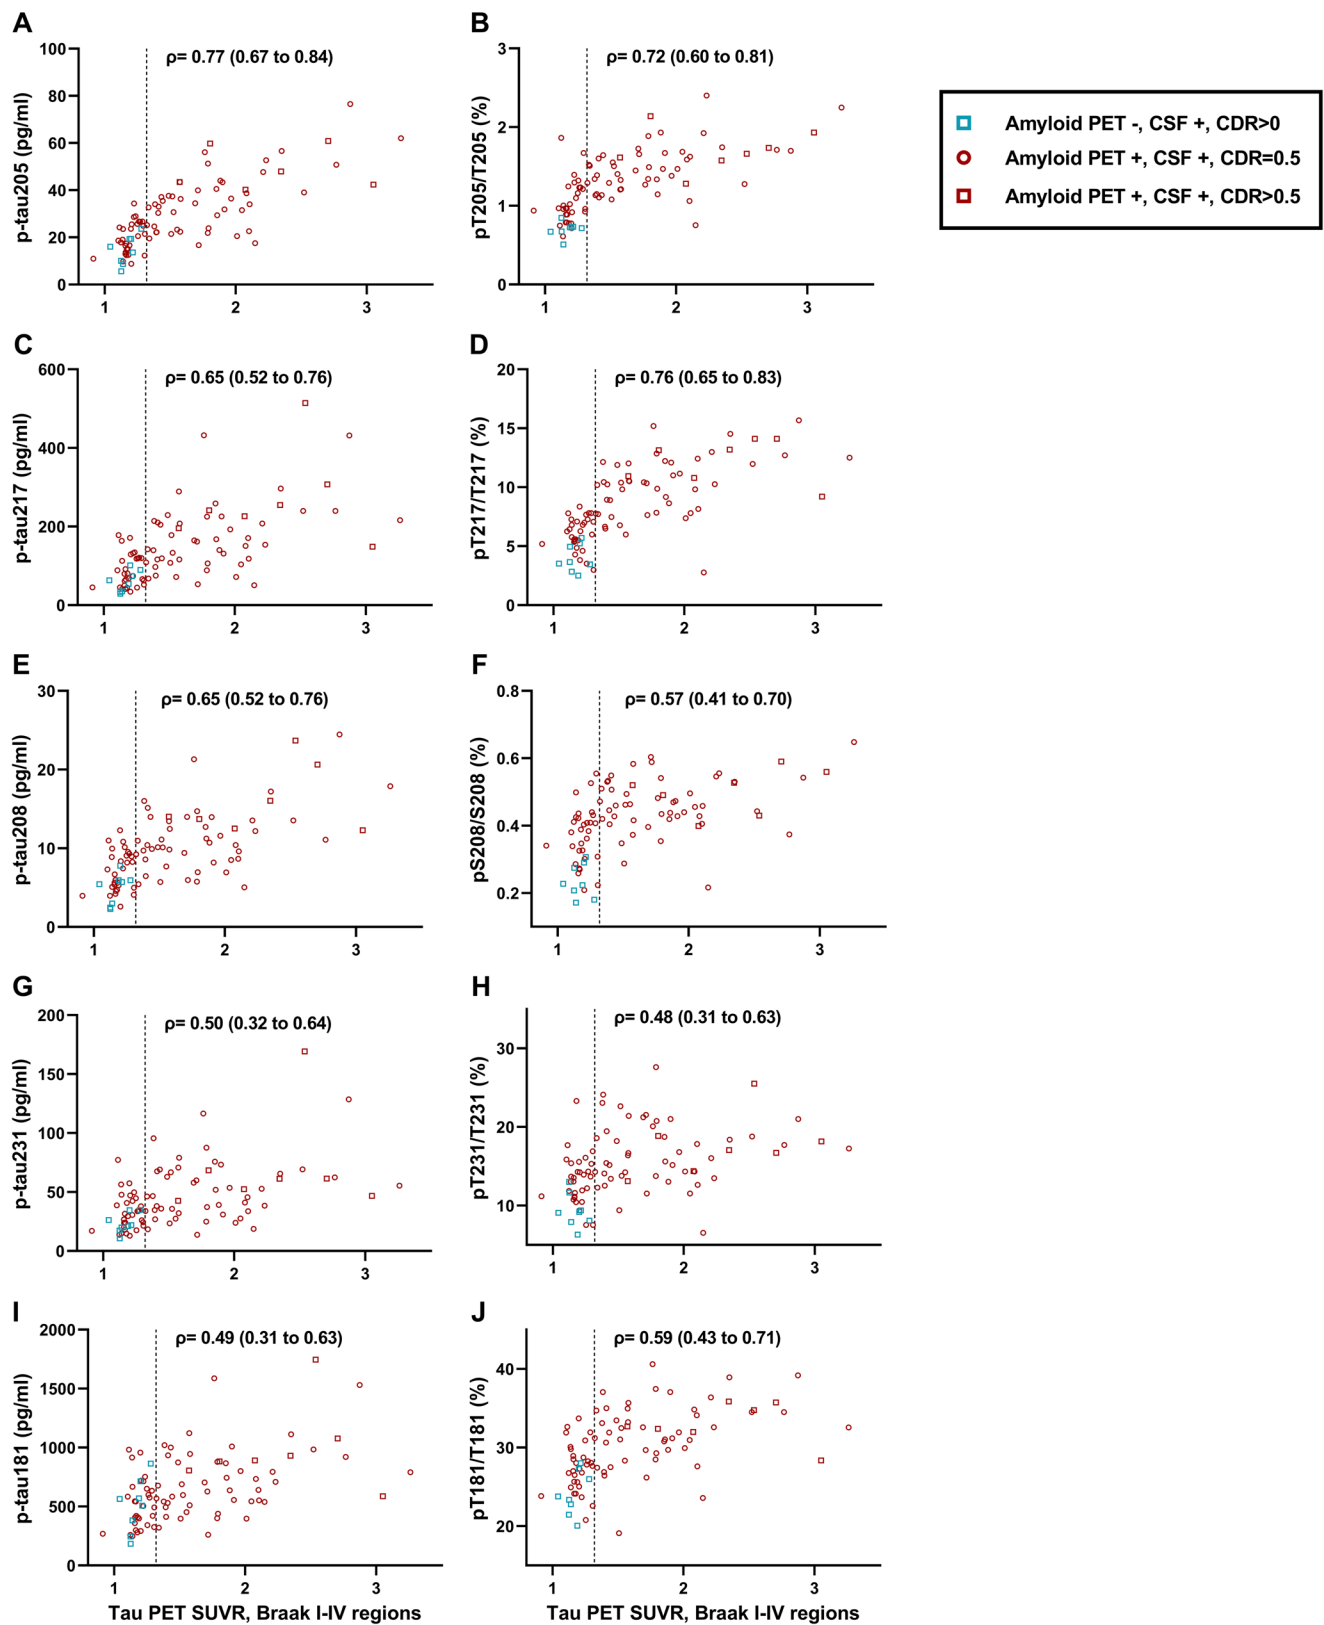 A
ρ= 0.77 (0.67 to 0.84)
p-tau205 (pg/ml)
100
80
60
40
20
0
1 2 3
B
ρ= 0.72 (0.60 to 0.81)
pT205/T205 (%)
3
2
1
0
1 2 3
Amyloid PET -, CSF +, CDR>0
Amyloid PET +, CSF +, CDR=0.5
Amyloid PET +, CSF +, CDR>0.5
C
ρ= 0.65 (0.52 to 0.76)
p-tau217 (pg/ml)
600
400
200
0
1 2 3
D
ρ= 0.76 (0.65 to 0.83)
pT217/T217 (%)
20
15
10
5
0
1 2 3
E
ρ= 0.65 (0.52 to 0.76)
p-tau208 (pg/ml)
30
20
10
0
1 2 3
F
ρ= 0.57 (0.41 to 0.70)
pS208/S208 (%)
0.8
0.6
0.4
0.2
1 2 3
G
ρ= 0.50 (0.32 to 0.64)
p-tau231 (pg/ml)
200
150
100
50
0
1 2 3
H
ρ= 0.48 (0.31 to 0.63)
pT231/T231 (%)
30
20
10
1 2 3
I
ρ= 0.49 (0.31 to 0.63)
p-tau181 (pg/ml)
2000
1500
1000
500
0
1 2 3
Tau PET SUVR, Braak I-IV regions
J
ρ= 0.59 (0.43 to 0.71)
pT181/T181 (%)
40
30
20
1 2 3
Tau PET SUVR, Braak I-IV regions